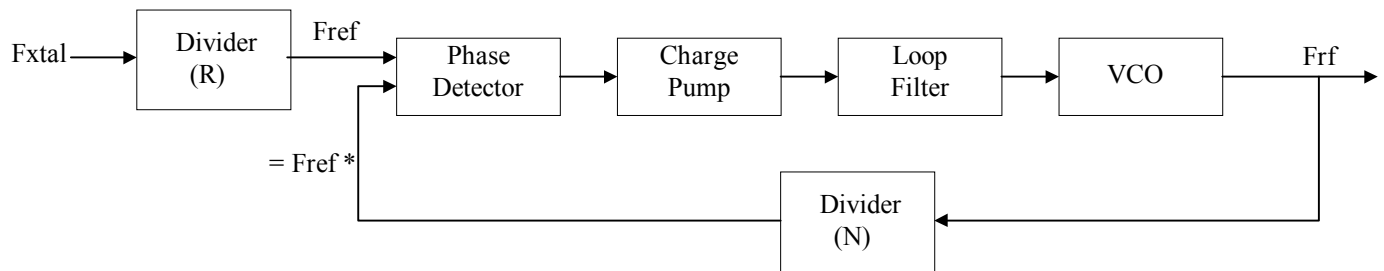 Fxtal
Divider
(R)
Fref
Phase
Detector
Charge
Pump
Loop
Filter
VCO
Frf
= Fref *
Divider
(N)